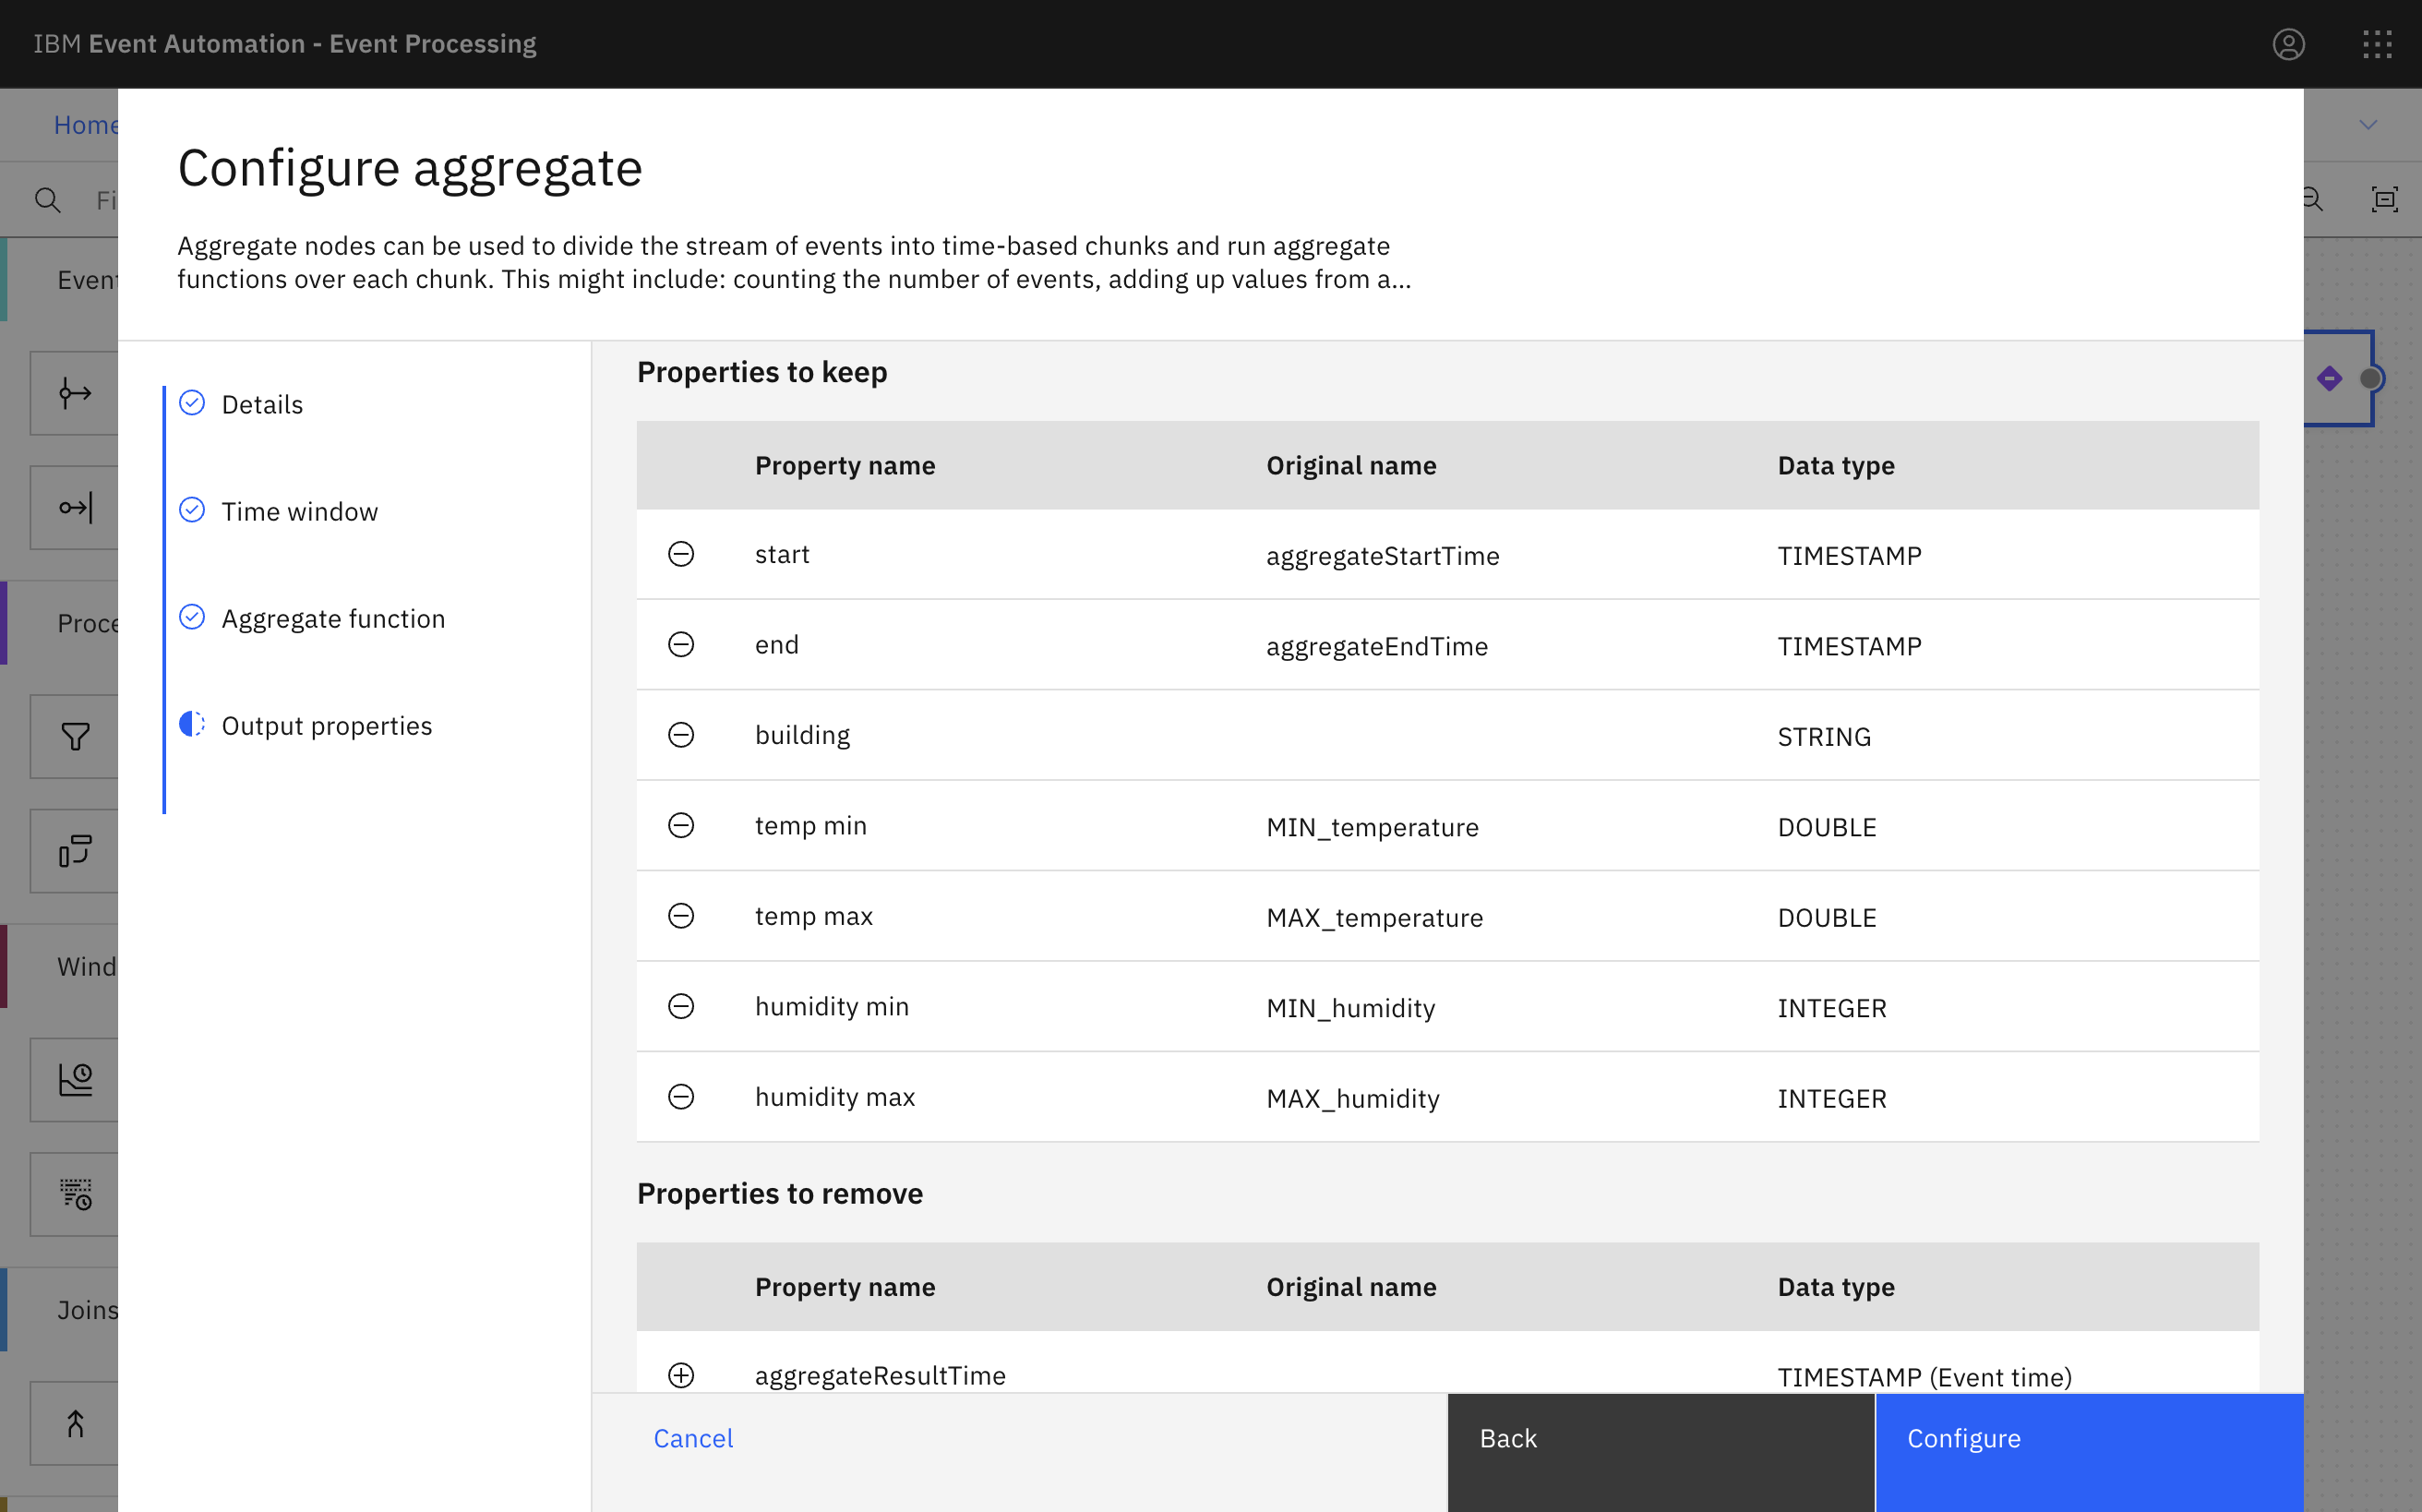 IBM Event Automation - Event Processing
Home
Configure aggregate
Aggregate nodes can be used to divide the stream of events into time-based chunks and run aggregate
functions over each chunk. This might include: counting the number of events, adding up values from a...
Fi
Event
Proce
Wind
Joins
Details
Time window
Aggregate function
Output properties
Properties to keep
Property name Original name Data type
start aggregateStartTime TIMESTAMP
end aggregateEndTime TIMESTAMP
building STRING
temp min MIN_temperature DOUBLE
temp max MAX_temperature DOUBLE
humidity min MIN_humidity INTEGER
humidity max MAX_humidity INTEGER
Properties to remove
Property name Original name Data type
aggregateResultTime TIMESTAMP (Event time)
Cancel Back Configure